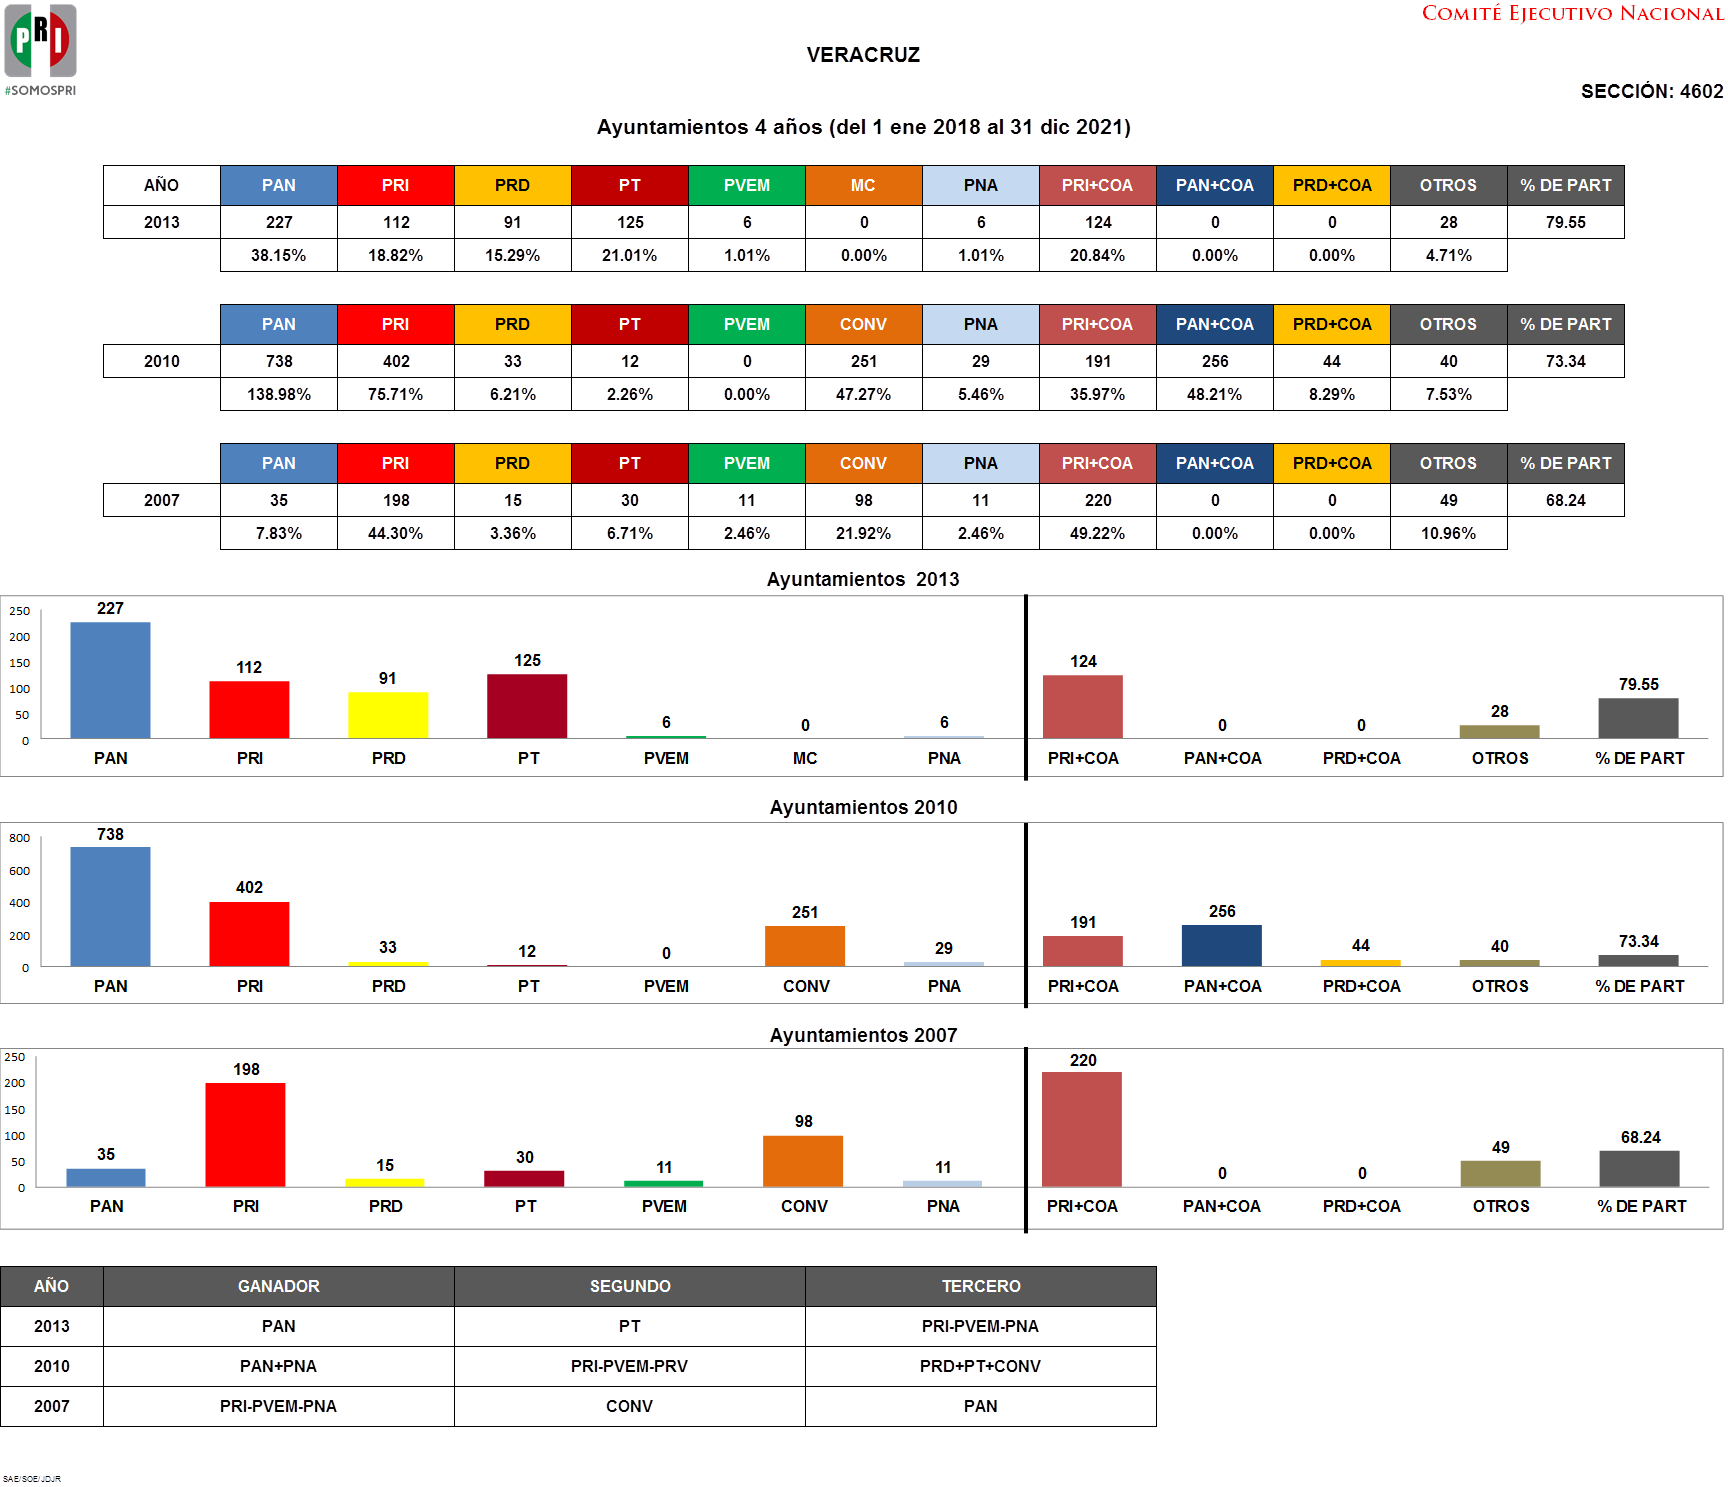 COMITÉ EJECUTIVO NACIONAL
PRI
#SOMOSPRI
VERACRUZ
SECCIÓN: 4602
Ayuntamientos 4 años (del 1 ene 2018 al 31 dic 2021)
AÑO PAN PRI PRD PT PVEM MC PNA PRI+COA PAN+COA PRD+COA OTROS % DE PART
2013 227 112 91 125 6 0 6 124 0 0 28 79.55
38.15% 18.82% 15.29% 21.01% 1.01% 0.00% 1.01% 20.84% 0.00% 0.00% 4.71%
PAN PRI PRD PT PVEM CONV PNA PRI+COA PAN+COA PRD+COA OTROS % DE PART
2010 738 402 33 12 0 251 29 191 256 44 40 73.34
138.98% 75.71% 6.21% 2.26% 0.00% 47.27% 5.46% 35.97% 48.21% 8.29% 7.53%
PAN PRI PRD PT PVEM CONV PNA PRI+COA PAN+COA PRD+COA OTROS % DE PART
2007 35 198 15 30 11 98 11 220 0 0 49 68.24
7.83% 44.30% 3.36% 6.71% 2.46% 21.92% 2.46% 49.22% 0.00% 0.00% 10.96%
Ayuntamientos 2013
250
200
150
100
50
0
227 112 91 125 6 0 6 124 0 0 28 79.55
PAN PRI PRD PT PVEM MC PNA PRI+COA PAN+COA PRD+COA OTROS % DE PART
Ayuntamientos 2010
800
600
400
200
0
738 402 33 12 0 251 29 191 256 44 40 73.34
PAN PRI PRD PT PVEM CONV PNA PRI+COA PAN+COA PRD+COA OTROS % DE PART
Ayuntamientos 2007
250
200
150
100
50
0
35 198 15 30 11 98 11 220 0 0 49 68.24
PAN PRI PRD PT PVEM CONV PNA PRI+COA PAN+COA PRD+COA OTROS % DE PART
AÑO GANADOR SEGUNDO TERCERO
2013 PAN PT PRI-PVEM-PNA
2010 PAN+PNA PRI-PVEM-PRV PRD+PT+CONV
2007 PRI-PVEM-PNA CONV PAN
SAE/SOE/JDJR